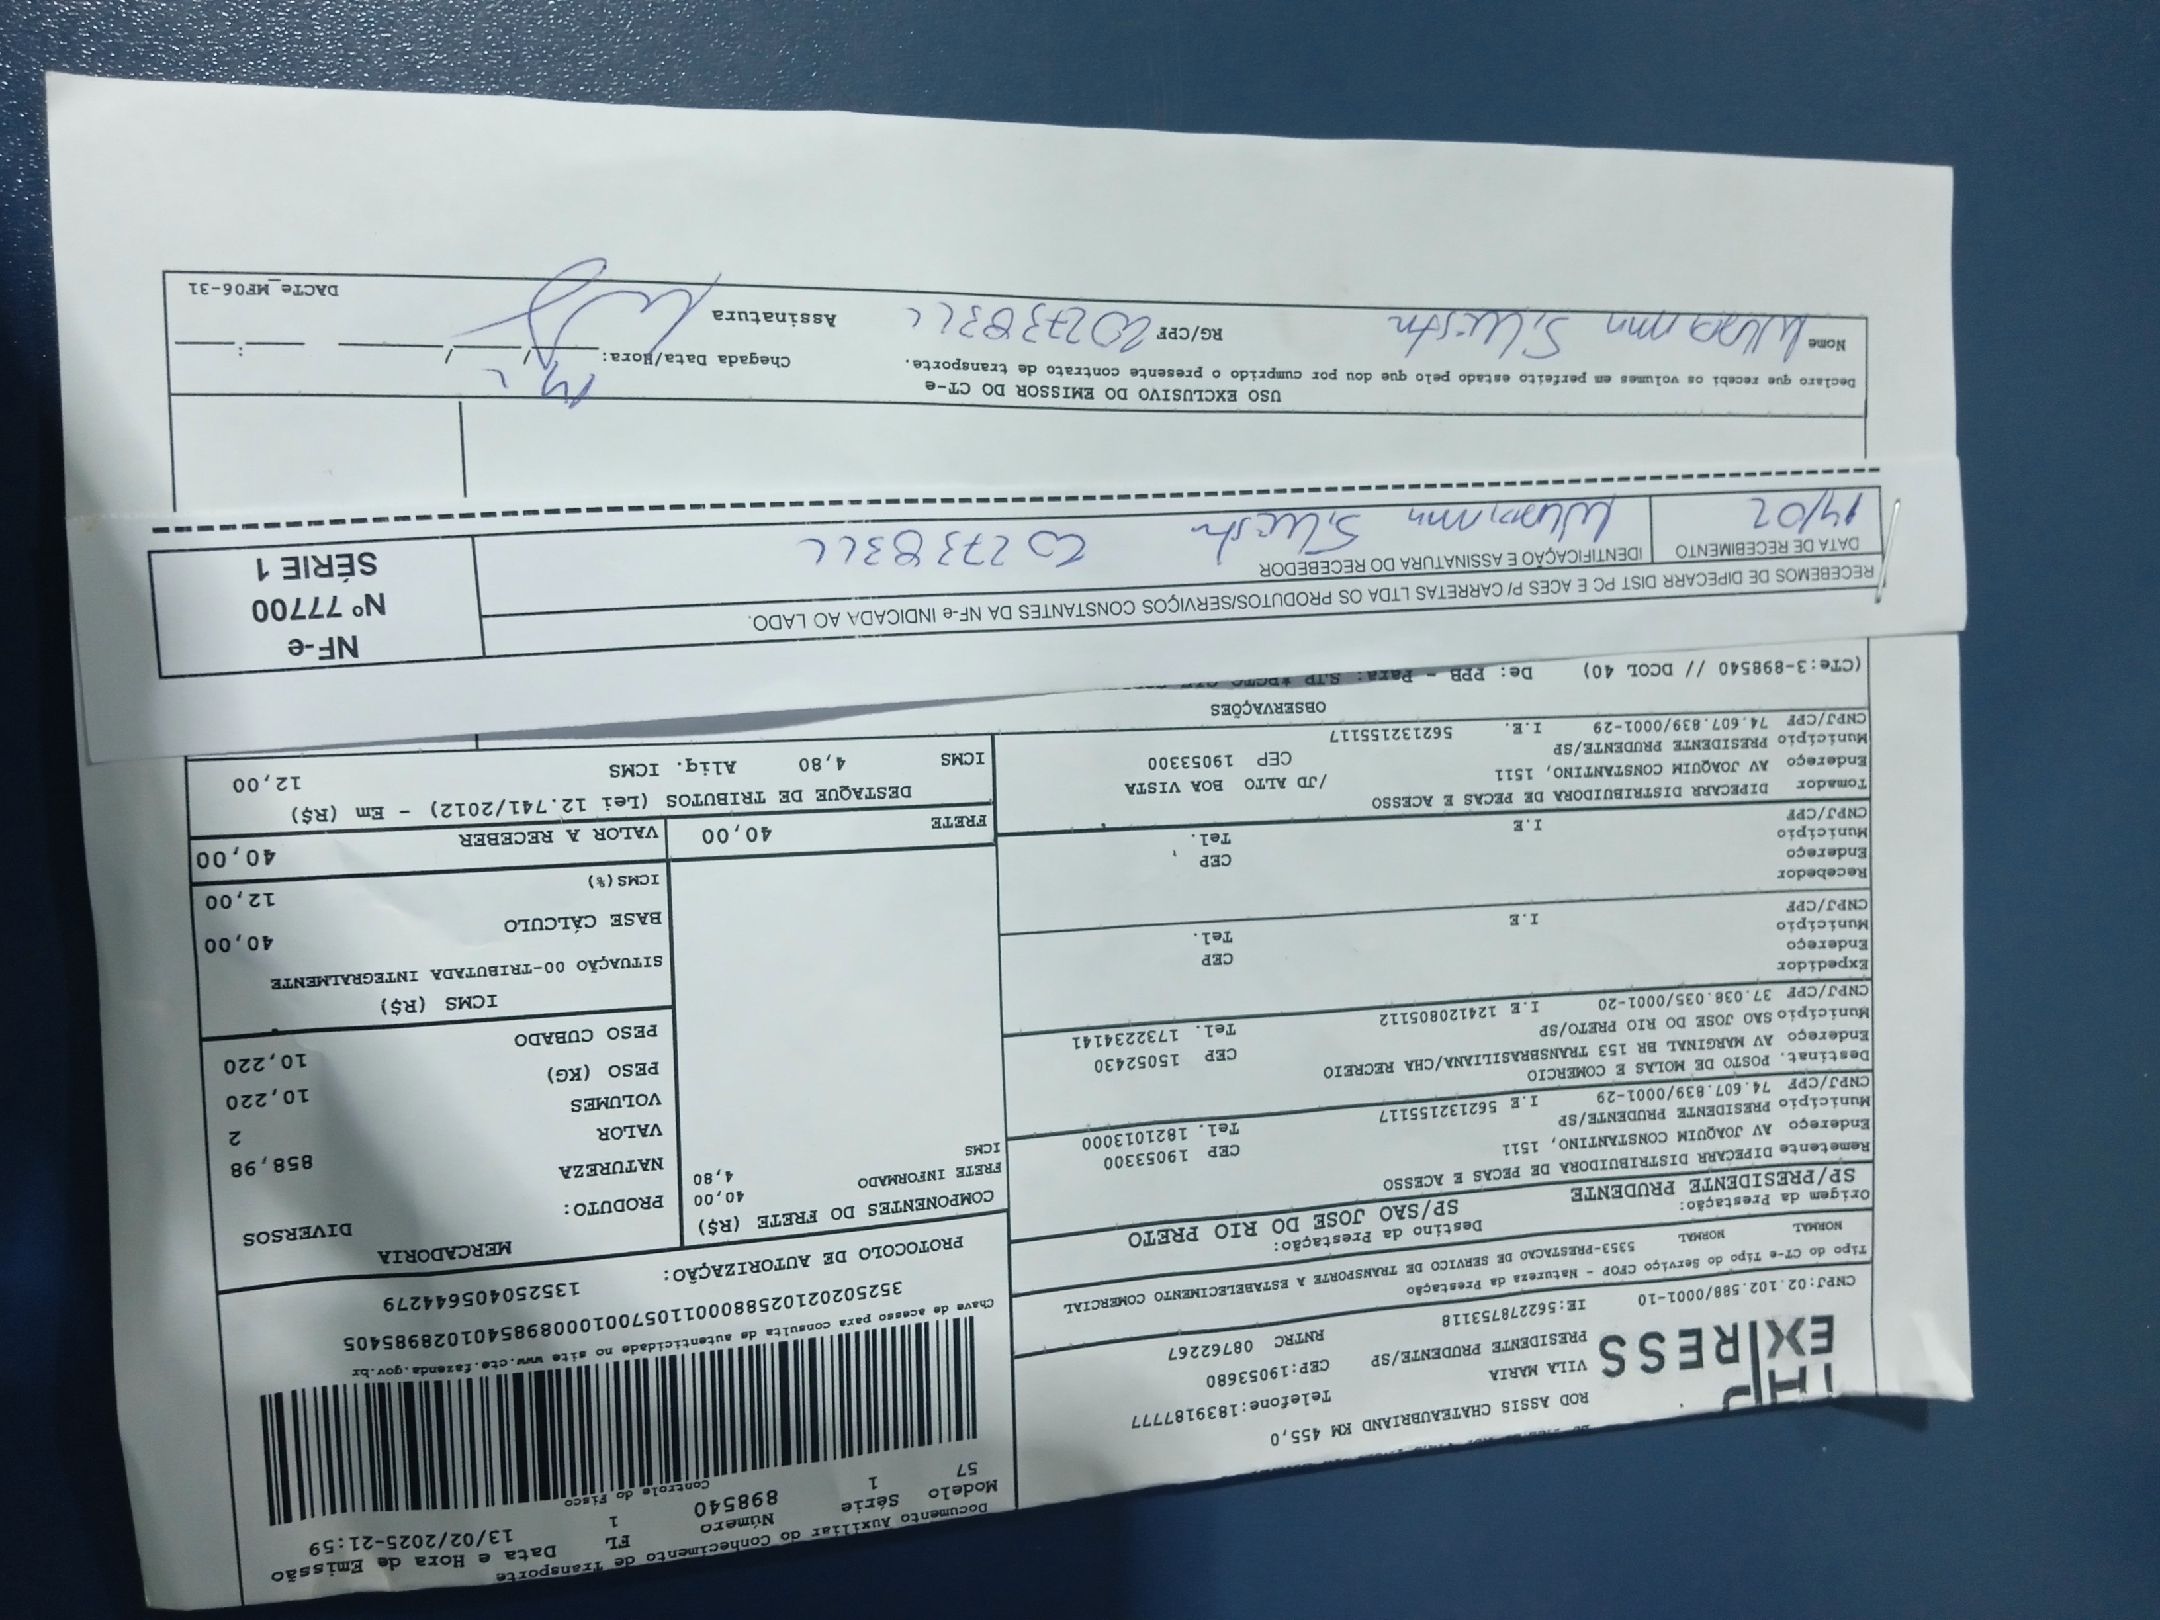 Documento Auxiliar do Conhecimento de Transporte
Modelo Série Número FL Data e Hora de Emissão
57 1 898540 1 13/02/2025-21:59
Controle do Fisco
EXPRESS
ROD ASSIS CHATEAUBRIAND KM 455,0
VILA MARIA Telefone:1839187777
PRESIDENTE PRUDENTE/SP CEP:19053680
CNPJ:02.102.588/0001-10 IE:562278753118 RNTRC 08762267
Chave de acesso para consulta de autenticidade no site www.cte.fazenda.gov.br
35250202102588000110570010008985401028985405
PROTOCOLO DE AUTORIZAÇÃO: 135250405644279
Tipo do CT-e Tipo do Serviço CFOP - Natureza da Prestação
NORMAL NORMAL 5353-PRESTACAO DE SERVICO DE TRANSPORTE A ESTABELECIMENTO COMERCIAL
Origem da Prestação: Destino da Prestação:
SP/PRESIDENTE PRUDENTE SP/SAO JOSE DO RIO PRETO
Remetente DIPECARR DISTRIBUIDORA DE PECAS E ACESSO
Endereço AV JOAQUIM CONSTANTINO, 1511 CEP 19053300
Município PRESIDENTE PRUDENTE/SP Tel. 1821013000
CNPJ/CPF 74.607.839/0001-29 I.E 562132155117
Destinat. POSTO DE MOLAS E COMERCIO
Endereço AV MARGINAL BR 153 TRANSBRASILIANA/CHA RECREIO CEP 15052430
Município SAO JOSE DO RIO PRETO/SP Tel. 1732234141
CNPJ/CPF 37.038.035/0001-20 I.E 124120805112
Expedidor
Endereço CEP
Município Tel.
CNPJ/CPF I.E
Recebedor
Endereço CEP
Município Tel.
CNPJ/CPF I.E
Tomador DIPECARR DISTRIBUIDORA DE PECAS E ACESSO
Endereço AV JOAQUIM CONSTANTINO, 1511 /JD ALTO BOA VISTA
Município PRESIDENTE PRUDENTE/SP CEP 19053300
CNPJ/CPF 74.607.839/0001-29 I.E. 562132155117
COMPONENTES DO FRETE (R$)
FRETE INFORMADO 40,00
ICMS 4,80
MERCADORIA
PRODUTO: DIVERSOS
NATUREZA
VALOR 858,98
VOLUMES 2
PESO (KG) 10,220
PESO CUBADO 10,220
ICMS (R$)
SITUAÇÃO 00-TRIBUTADA INTEGRALMENTE
BASE CÁLCULO 40,00
ICMS(%) 12,00
FRETE 40,00 VALOR A RECEBER 40,00
DESTAQUE DE TRIBUTOS (Lei 12.741/2012) - Em (R$)
ICMS 4,80 Aliq. ICMS 12,00
OBSERVAÇÕES
(CTe:3-898540 // DCOL 40) De: PPB - Para: SJP
RECEBEMOS DE DIPECARR DIST PC E ACES P/ CARRETAS LTDA OS PRODUTOS/SERVIÇOS CONSTANTES DA NF-e INDICADA AO LADO.
DATA DE RECEBIMENTO IDENTIFICAÇÃO E ASSINATURA DO RECEBEDOR
14/02
NF-e
Nº 77700
SÉRIE 1
USO EXCLUSIVO DO EMISSOR DO CT-e
Declaro que recebi os volumes em perfeito estado pelo que dou por cumprido o presente contrato de transporte.
Chegada Data/Hora: ____/____/____ ____:____
Nome RG/CPF Assinatura
DACTe_MF06-31